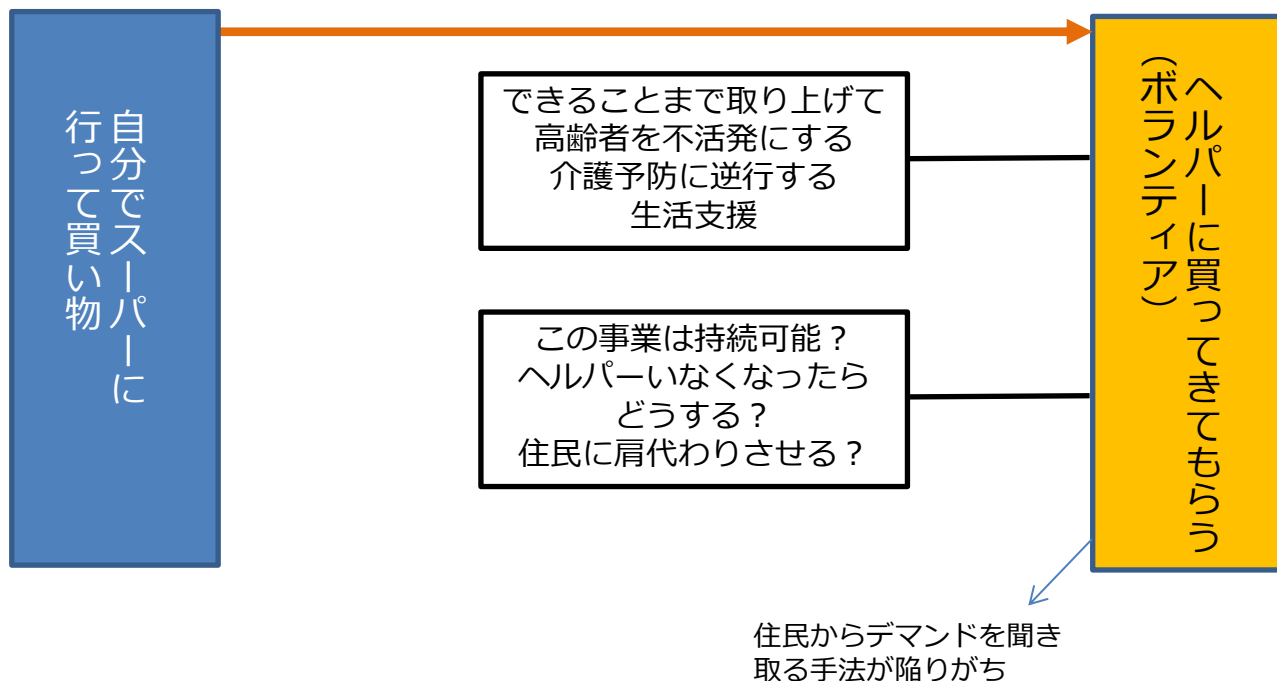 自分でスーパーに
行って買い物
できることまで取り上げて
高齢者を不活発にする
介護予防に逆行する
生活支援
この事業は持続可能？
ヘルパーいなくなったら
どうする？
住民に肩代わりさせる？
ヘルパーに買ってきてもらう
（ボランティア）
住民からデマンドを聞き
取る手法が陥りがち